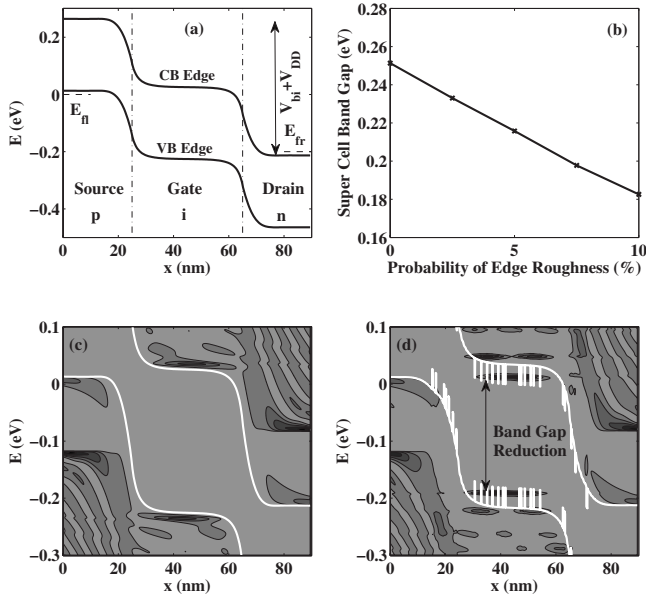 (a)
0.2
0
-0.2
-0.4
E (eV)
CB Edge
VB Edge
E_fl
E_fr
V_bi+V_DD
Source
Gate
Drain
p
i
n
0 20 40 60 80
x (nm)
(b)
0.28
0.26
0.24
0.22
0.2
0.18
0.16
Super Cell Band Gap (eV)
0 5 10
Probability of Edge Roughness (%)
(c)
0.1
0
-0.1
-0.2
-0.3
E (eV)
0 20 40 60 80
x (nm)
(d)
0.1
0
-0.1
-0.2
-0.3
E (eV)
Band Gap
Reduction
0 20 40 60 80
x (nm)